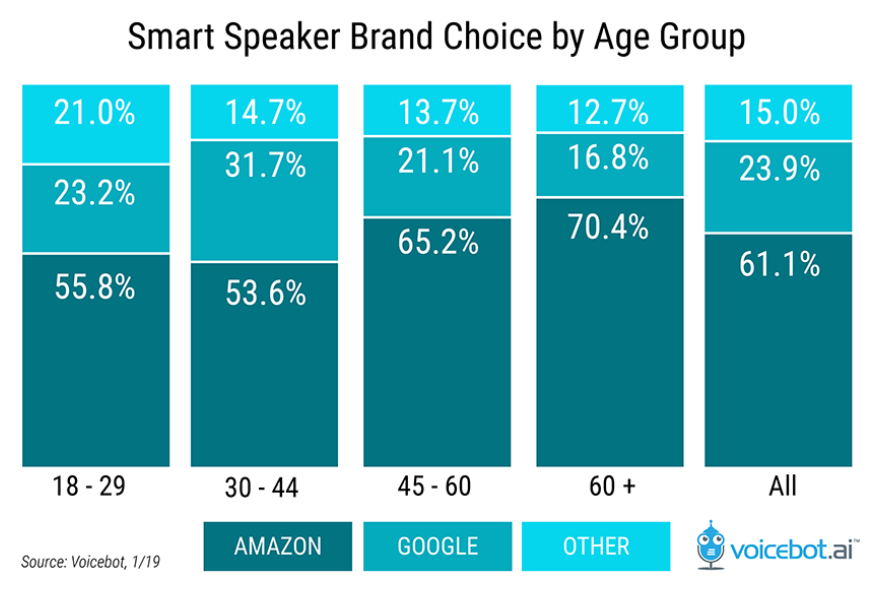 Smart Speaker Brand Choice by Age Group
21.0% 14.7% 13.7% 12.7% 15.0%
23.2% 31.7% 21.1% 16.8% 23.9%
55.8% 53.6% 65.2% 70.4% 61.1%
18 - 29 30 - 44 45 - 60 60 + All
AMAZON GOOGLE OTHER
Source: Voicebot, 1/19
voicebot.ai™